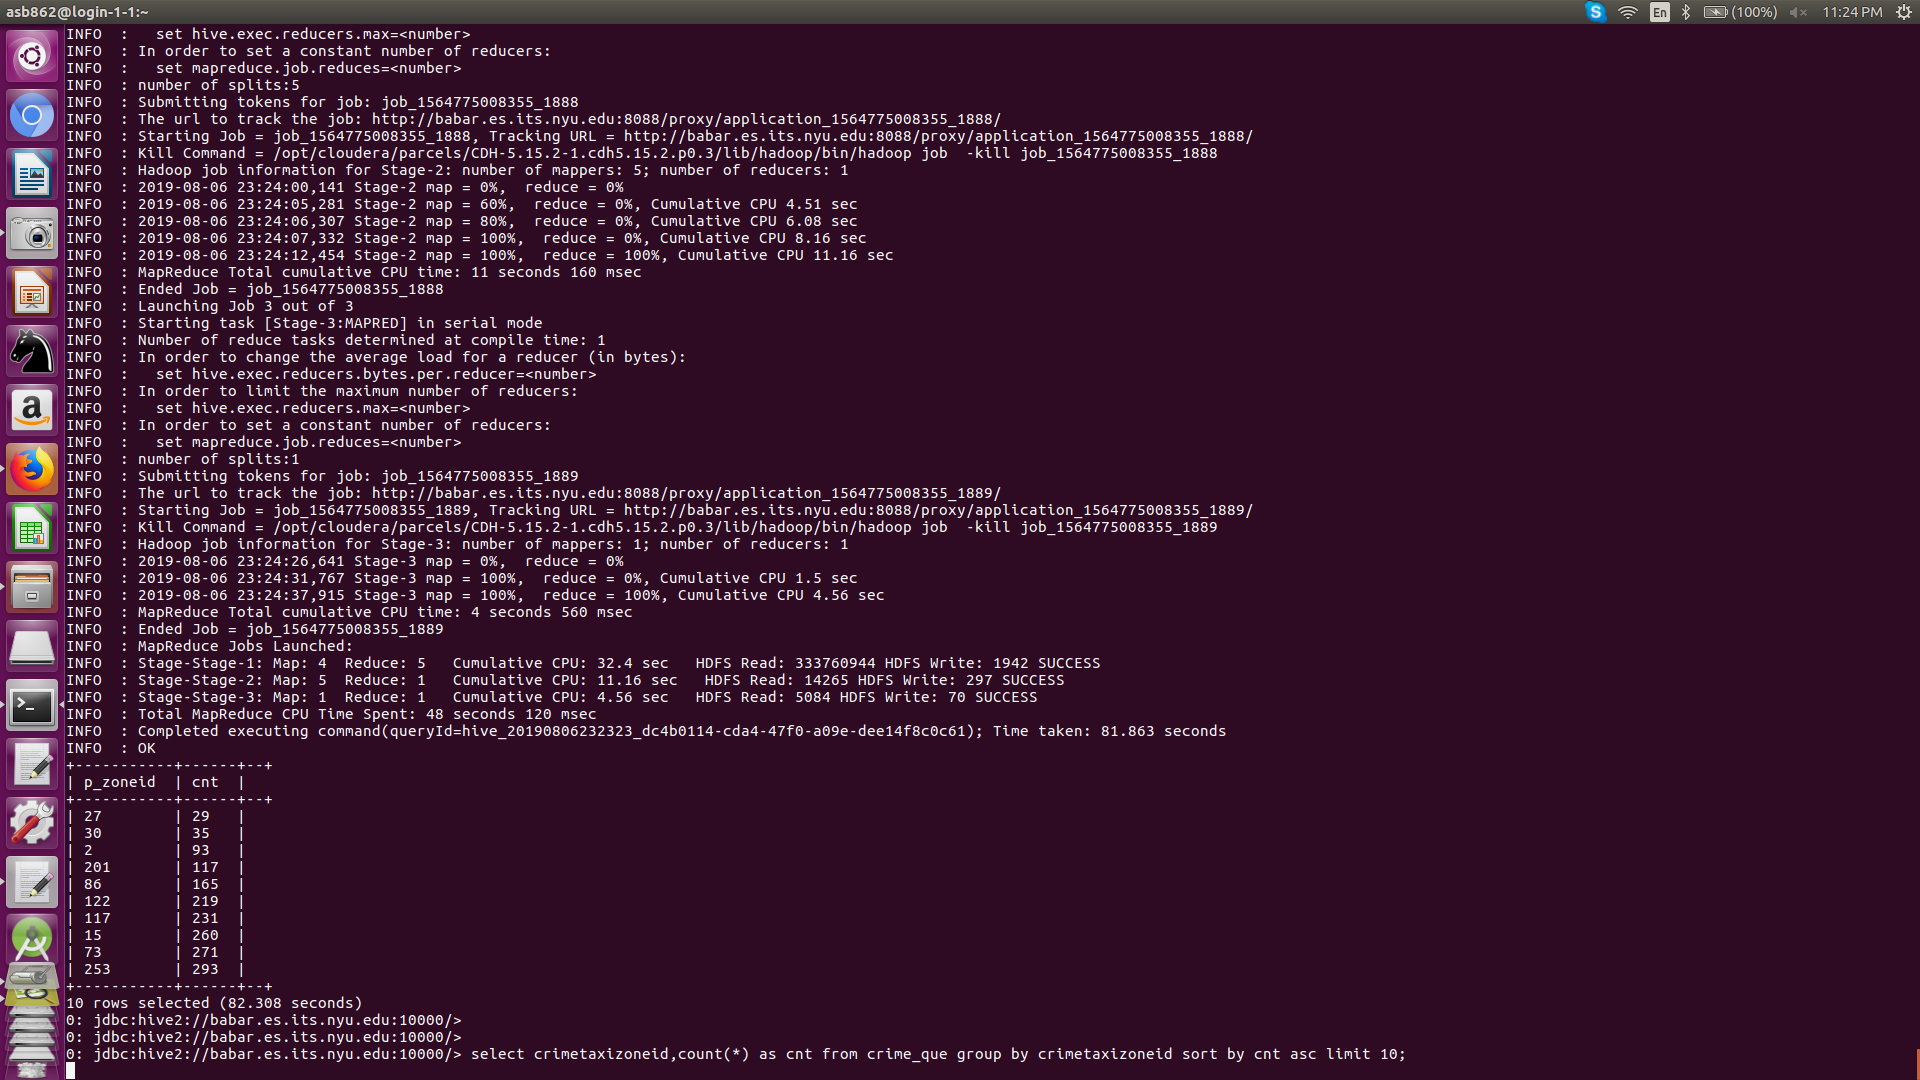 asb862@login-1-1:~
En
(100%)
11:24 PM
INFO  :   set hive.exec.reducers.max=<number>
INFO  : In order to set a constant number of reducers:
INFO  :   set mapreduce.job.reduces=<number>
INFO  : number of splits:5
INFO  : Submitting tokens for job: job_1564775008355_1888
INFO  : The url to track the job: http://babar.es.its.nyu.edu:8088/proxy/application_1564775008355_1888/
INFO  : Starting Job = job_1564775008355_1888, Tracking URL = http://babar.es.its.nyu.edu:8088/proxy/application_1564775008355_1888/
INFO  : Kill Command = /opt/cloudera/parcels/CDH-5.15.2-1.cdh5.15.2.p0.3/lib/hadoop/bin/hadoop job  -kill job_1564775008355_1888
INFO  : Hadoop job information for Stage-2: number of mappers: 5; number of reducers: 1
INFO  : 2019-08-06 23:24:00,141 Stage-2 map = 0%,  reduce = 0%
INFO  : 2019-08-06 23:24:05,281 Stage-2 map = 60%,  reduce = 0%, Cumulative CPU 4.51 sec
INFO  : 2019-08-06 23:24:06,307 Stage-2 map = 80%,  reduce = 0%, Cumulative CPU 6.08 sec
INFO  : 2019-08-06 23:24:07,332 Stage-2 map = 100%,  reduce = 0%, Cumulative CPU 8.16 sec
INFO  : 2019-08-06 23:24:12,454 Stage-2 map = 100%,  reduce = 100%, Cumulative CPU 11.16 sec
INFO  : MapReduce Total cumulative CPU time: 11 seconds 160 msec
INFO  : Ended Job = job_1564775008355_1888
INFO  : Launching Job 3 out of 3
INFO  : Starting task [Stage-3:MAPRED] in serial mode
INFO  : Number of reduce tasks determined at compile time: 1
INFO  : In order to change the average load for a reducer (in bytes):
INFO  :   set hive.exec.reducers.bytes.per.reducer=<number>
INFO  : In order to limit the maximum number of reducers:
INFO  :   set hive.exec.reducers.max=<number>
INFO  : In order to set a constant number of reducers:
INFO  :   set mapreduce.job.reduces=<number>
INFO  : number of splits:1
INFO  : Submitting tokens for job: job_1564775008355_1889
INFO  : The url to track the job: http://babar.es.its.nyu.edu:8088/proxy/application_1564775008355_1889/
INFO  : Starting Job = job_1564775008355_1889, Tracking URL = http://babar.es.its.nyu.edu:8088/proxy/application_1564775008355_1889/
INFO  : Kill Command = /opt/cloudera/parcels/CDH-5.15.2-1.cdh5.15.2.p0.3/lib/hadoop/bin/hadoop job  -kill job_1564775008355_1889
INFO  : Hadoop job information for Stage-3: number of mappers: 1; number of reducers: 1
INFO  : 2019-08-06 23:24:26,641 Stage-3 map = 0%,  reduce = 0%
INFO  : 2019-08-06 23:24:31,767 Stage-3 map = 100%,  reduce = 0%, Cumulative CPU 1.5 sec
INFO  : 2019-08-06 23:24:37,915 Stage-3 map = 100%,  reduce = 100%, Cumulative CPU 4.56 sec
INFO  : MapReduce Total cumulative CPU time: 4 seconds 560 msec
INFO  : Ended Job = job_1564775008355_1889
INFO  : MapReduce Jobs Launched:
INFO  : Stage-Stage-1: Map: 4  Reduce: 5   Cumulative CPU: 32.4 sec   HDFS Read: 333760944 HDFS Write: 1942 SUCCESS
INFO  : Stage-Stage-2: Map: 5  Reduce: 1   Cumulative CPU: 11.16 sec   HDFS Read: 14265 HDFS Write: 297 SUCCESS
INFO  : Stage-Stage-3: Map: 1  Reduce: 1   Cumulative CPU: 4.56 sec   HDFS Read: 5084 HDFS Write: 70 SUCCESS
INFO  : Total MapReduce CPU Time Spent: 48 seconds 120 msec
INFO  : Completed executing command(queryId=hive_20190806232323_dc4b0114-cda4-47f0-a09e-dee14f8c0c61); Time taken: 81.863 seconds
INFO  : OK
+-----------+------+--+
| p_zoneid  | cnt  |
+-----------+------+--+
| 27        | 29   |
| 30        | 35   |
| 2         | 93   |
| 201       | 117  |
| 86        | 165  |
| 122       | 219  |
| 117       | 231  |
| 15        | 260  |
| 73        | 271  |
| 253       | 293  |
+-----------+------+--+
10 rows selected (82.308 seconds)
0: jdbc:hive2://babar.es.its.nyu.edu:10000/>
0: jdbc:hive2://babar.es.its.nyu.edu:10000/>
0: jdbc:hive2://babar.es.its.nyu.edu:10000/> select crimetaxizoneid,count(*) as cnt from crime_que group by crimetaxizoneid sort by cnt asc limit 10;